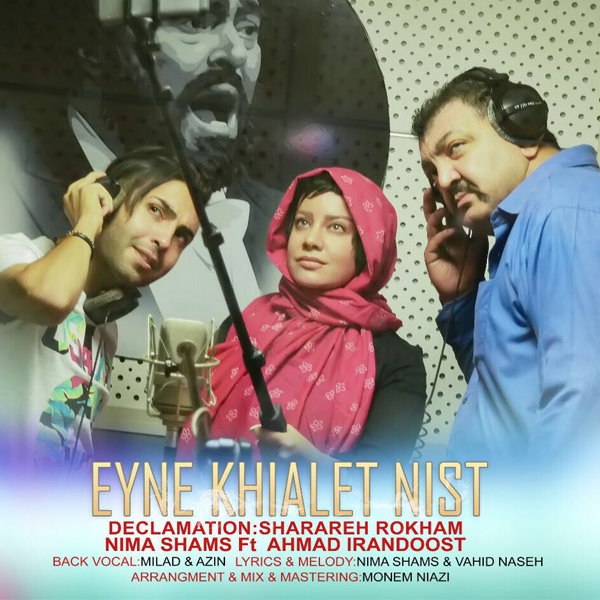 EYNE KHIALET NIST
DECLAMATION:SHARAREH ROKHAM
NIMA SHAMS Ft AHMAD IRANDOOST
BACK VOCAL:MILAD & AZIN LYRICS & MELODY:NIMA SHAMS & VAHID NASEH
ARRANGMENT & MIX & MASTERING:MONEM NIAZI